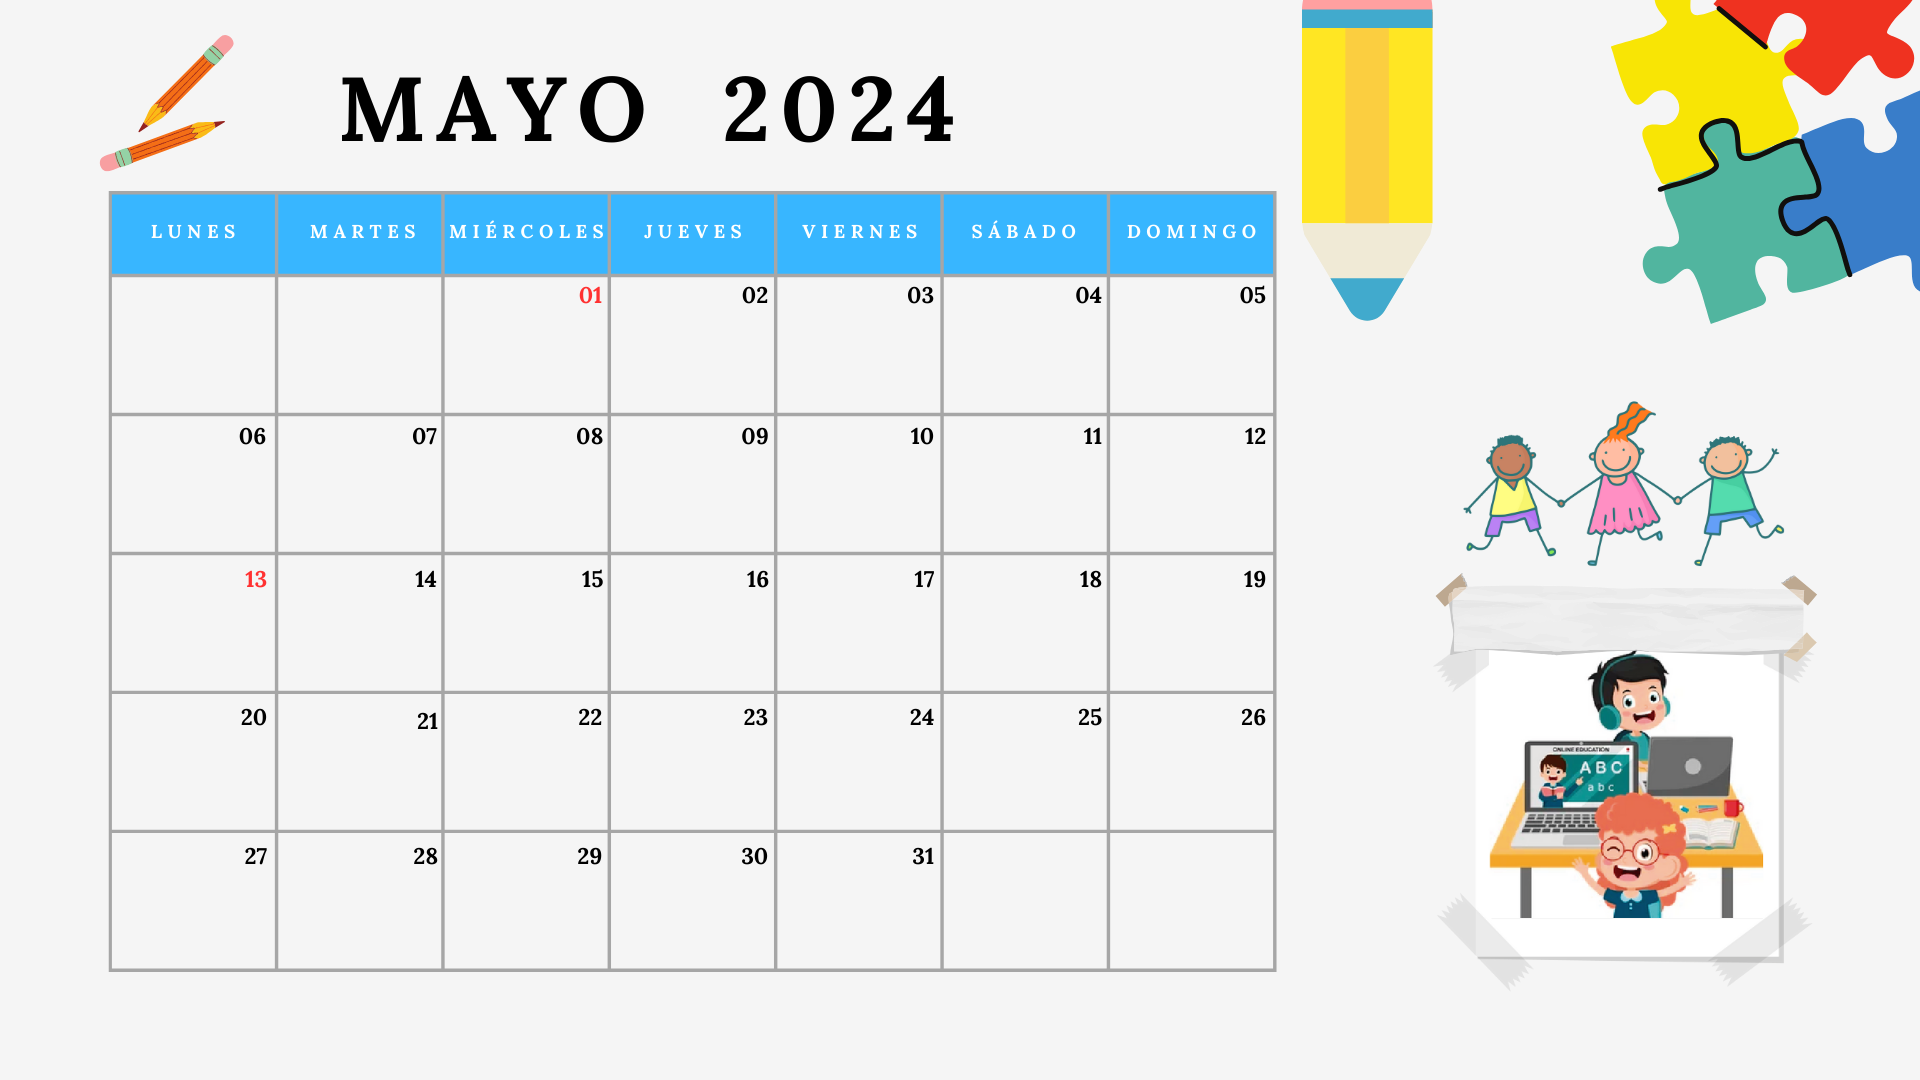 MAYO 2024
LUNES MARTES MIÉRCOLES JUEVES VIERNES SÁBADO DOMINGO
01 02 03 04 05
06 07 08 09 10 11 12
13 14 15 16 17 18 19
20 21 22 23 24 25 26
27 28 29 30 31
ONLINE EDUCATION
ABC
abc